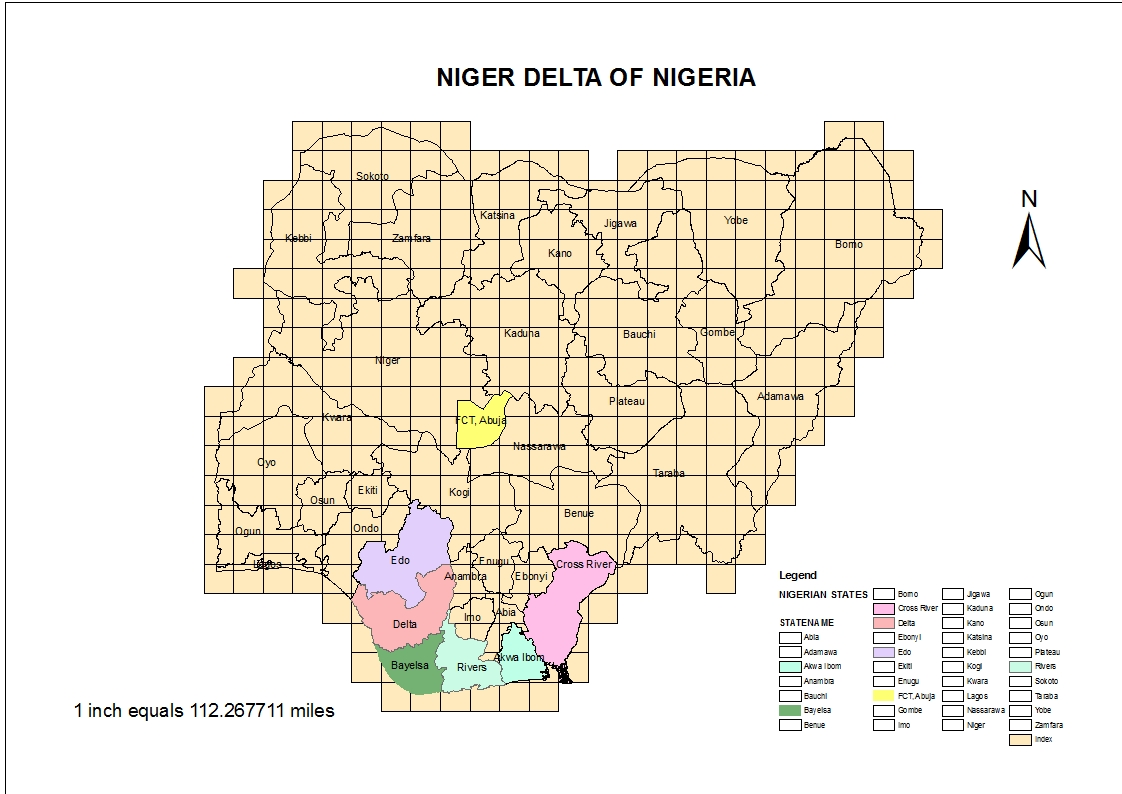 NIGER DELTA OF NIGERIA
N
Sokoto
Katsina
Jigawa
Yobe
Kebbi
Zamfara
Kano
Borno
Kaduna
Bauchi
Gombe
Niger
Plateau
Adamawa
Kwara
FCT, Abuja
Nassarawa
Oyo
Taraba
Ekiti
Kogi
Osun
Benue
Ogun
Ondo
Lagos
Edo
Enugu
Cross River
Anambra
Ebonyi
Delta
Imo
Abia
Bayelsa
Rivers
Akwa Ibom
1 inch equals 112.267711 miles
Legend
NIGERIAN STATES
STATENAME
Abia
Adamawa
Akwa Ibom
Anambra
Bauchi
Bayelsa
Benue
Borno
Cross River
Delta
Ebonyi
Edo
Ekiti
Enugu
FCT, Abuja
Gombe
Imo
Jigawa
Kaduna
Kano
Katsina
Kebbi
Kogi
Kwara
Lagos
Nassarawa
Niger
Ogun
Ondo
Osun
Oyo
Plateau
Rivers
Sokoto
Taraba
Yobe
Zamfara
Index